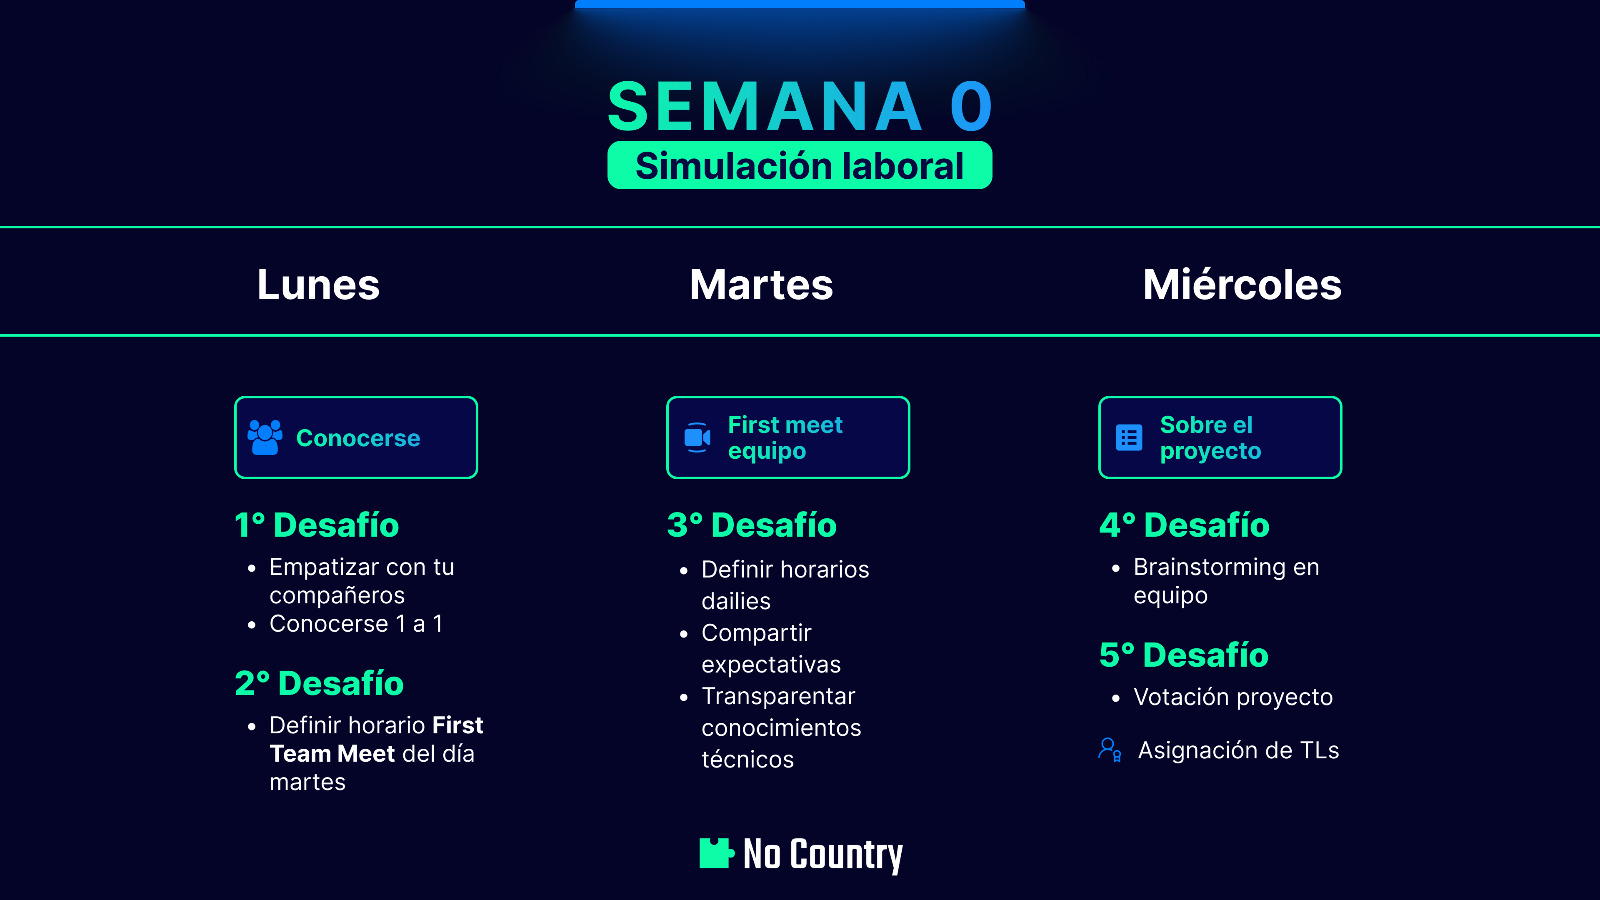 SEMANA 0
Simulación laboral
Lunes
Martes
Miércoles
Conocerse
1° Desafío
• Empatizar con tu
compañeros
• Conocerse 1 a 1
2° Desafío
• Definir horario First
Team Meet del día
martes
First meet
equipo
3° Desafío
• Definir horarios
dailies
• Compartir
expectativas
• Transparentar
conocimientos
técnicos
Sobre el
proyecto
4° Desafío
• Brainstorming en
equipo
5° Desafío
• Votación proyecto
Asignación de TLs
No Country